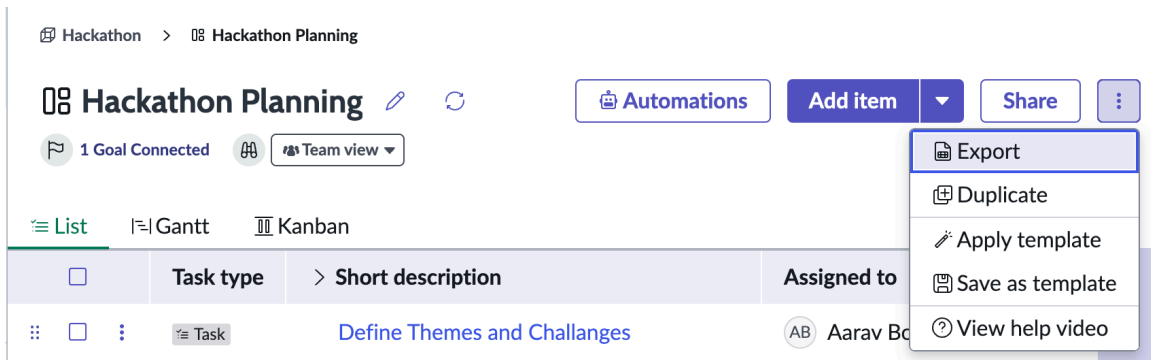 Hackathon > Hackathon Planning
Hackathon Planning
Automations
Add item
Share
1 Goal Connected
Team view
Export
Duplicate
Apply template
Save as template
View help video
List
Gantt
Kanban
Task type
> Short description
Assigned to
Task
Define Themes and Challanges
AB
Aarav Bo